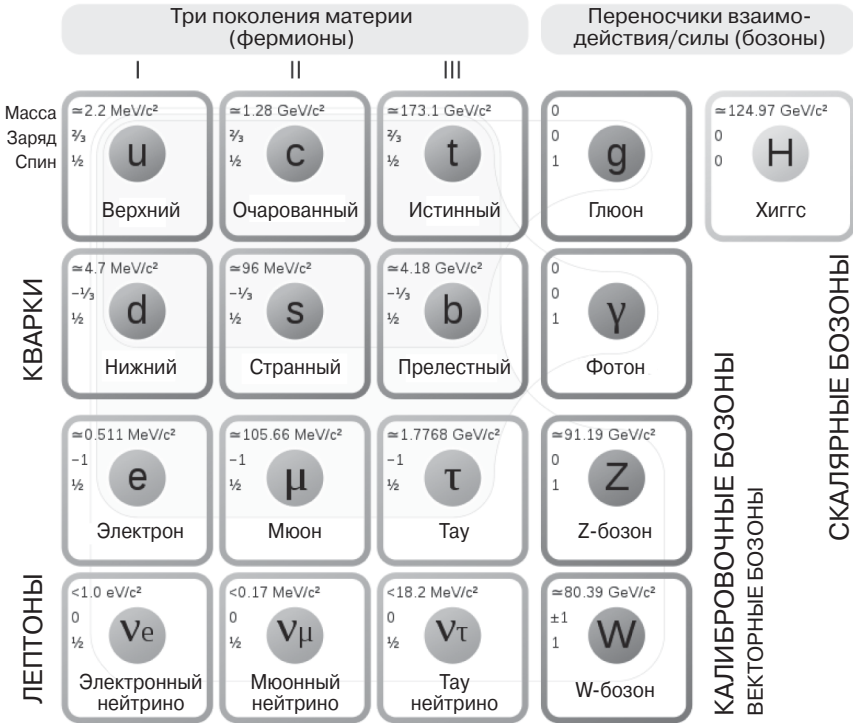 Три поколения материи
(фермионы)
Переносчики взаимо-
действия/силы (бозоны)
I II III
Масса
Заряд
Спин
≃2.2 MeV/c²
⅔
½
u
Верхний
≃1.28 GeV/c²
⅔
½
c
Очарованный
≃173.1 GeV/c²
⅔
½
t
Истинный
0
0
1
g
Глюон
≃124.97 GeV/c²
0
0
H
Хиггс
КВАРКИ
≃4.7 MeV/c²
−⅓
½
d
Нижний
≃96 MeV/c²
−⅓
½
s
Странный
≃4.18 GeV/c²
−⅓
½
b
Прелестный
0
0
1
γ
Фотон
≃0.511 MeV/c²
−1
½
e
Электрон
≃105.66 MeV/c²
−1
½
μ
Мюон
≃1.7768 GeV/c²
−1
½
τ
Тау
≃91.19 GeV/c²
0
1
Z
Z-бозон
ЛЕПТОНЫ
<1.0 eV/c²
0
½
νe
Электронный
нейтрино
<0.17 MeV/c²
0
½
νμ
Мюонный
нейтрино
<18.2 MeV/c²
0
½
ντ
Тау
нейтрино
≃80.39 GeV/c²
±1
1
W
W-бозон
КАЛИБРОВОЧНЫЕ БОЗОНЫ
ВЕКТОРНЫЕ БОЗОНЫ
СКАЛЯРНЫЕ БОЗОНЫ